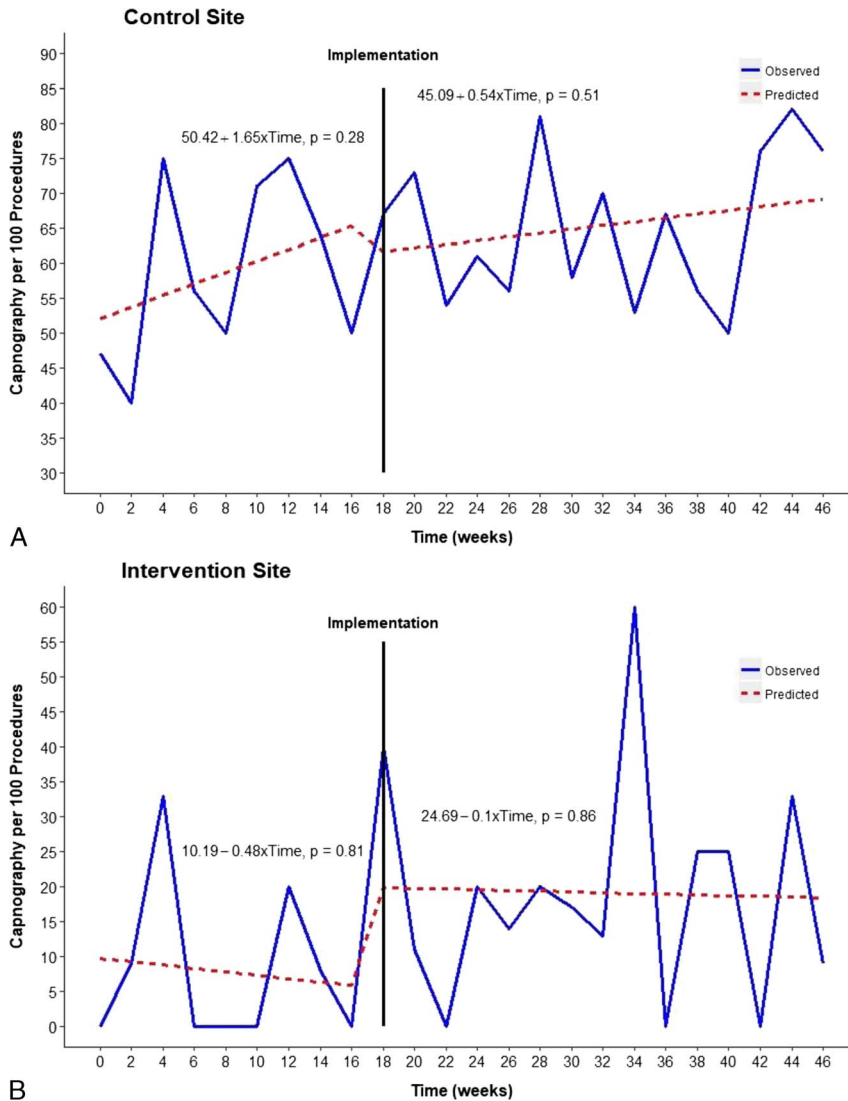 Control Site
Implementation
Observed
Predicted
50.42+1.65xTime, p = 0.28
45.09+0.54xTime, p = 0.51
Capnography per 100 Procedures
90
85
80
75
70
65
60
55
50
45
40
35
30
0 2 4 6 8 10 12 14 16 18 20 22 24 26 28 30 32 34 36 38 40 42 44 46
Time (weeks)
A
Intervention Site
Implementation
Observed
Predicted
10.19−0.48xTime, p = 0.81
24.69−0.1xTime, p = 0.86
Capnography per 100 Procedures
60
55
50
45
40
35
30
25
20
15
10
5
0
0 2 4 6 8 10 12 14 16 18 20 22 24 26 28 30 32 34 36 38 40 42 44 46
Time (weeks)
B